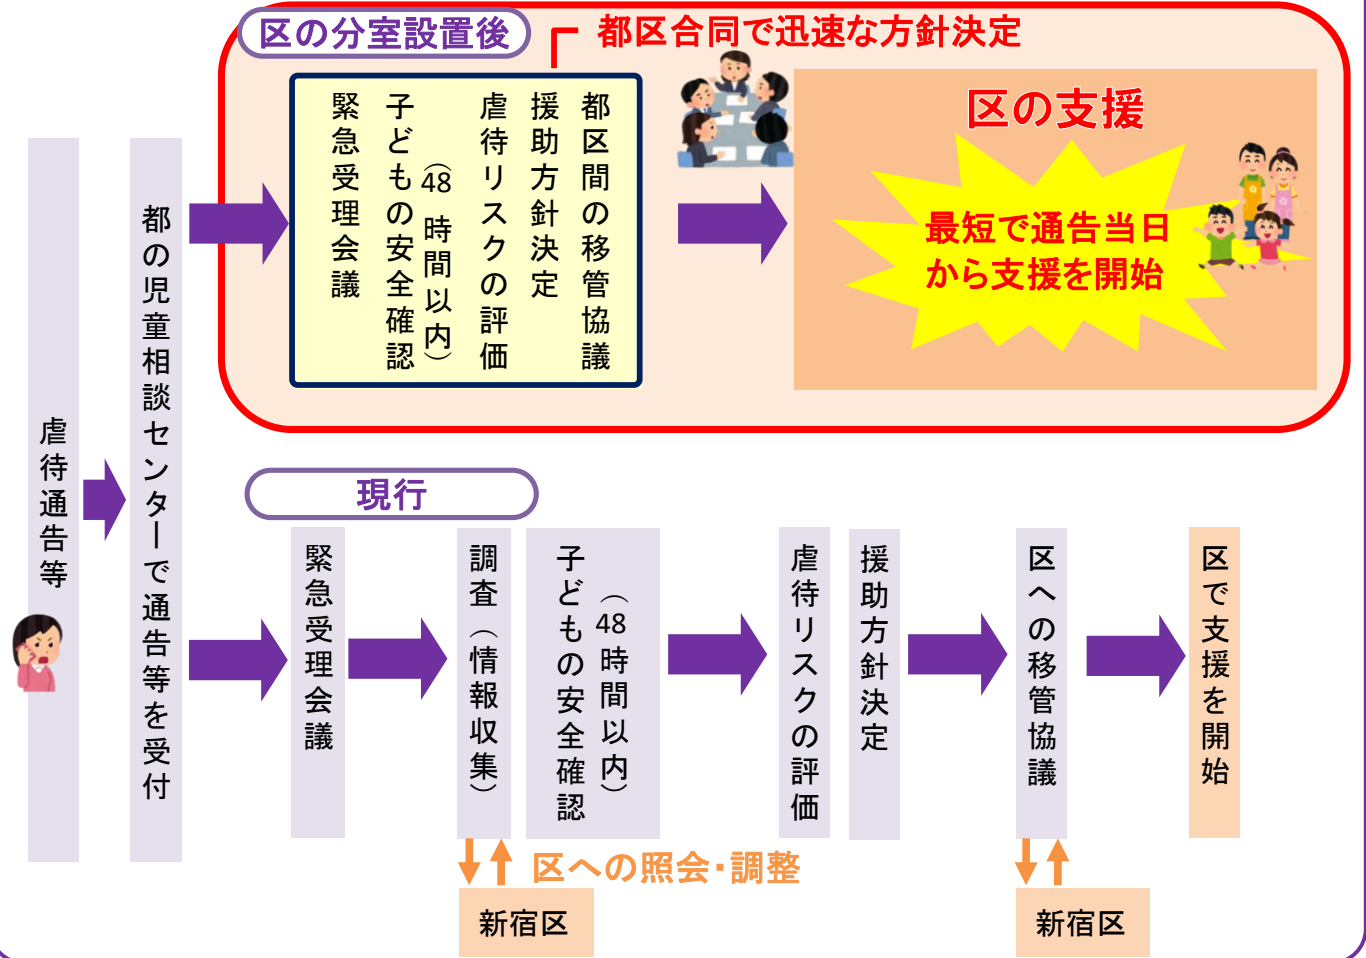 区の分室設置後
都区合同で迅速な方針決定
緊急受理会議
子どもの安全確認
（48時間以内）
虐待リスクの評価
援助方針決定
都区間の移管協議
区の支援
最短で通告当日
から支援を開始
虐待通告等
都の児童相談センターで通告等を受付
現行
緊急受理会議
調査（情報収集）
子どもの安全確認
（48時間以内）
虐待リスクの評価
援助方針決定
区への移管協議
区で支援を開始
区への照会・調整
新宿区
新宿区